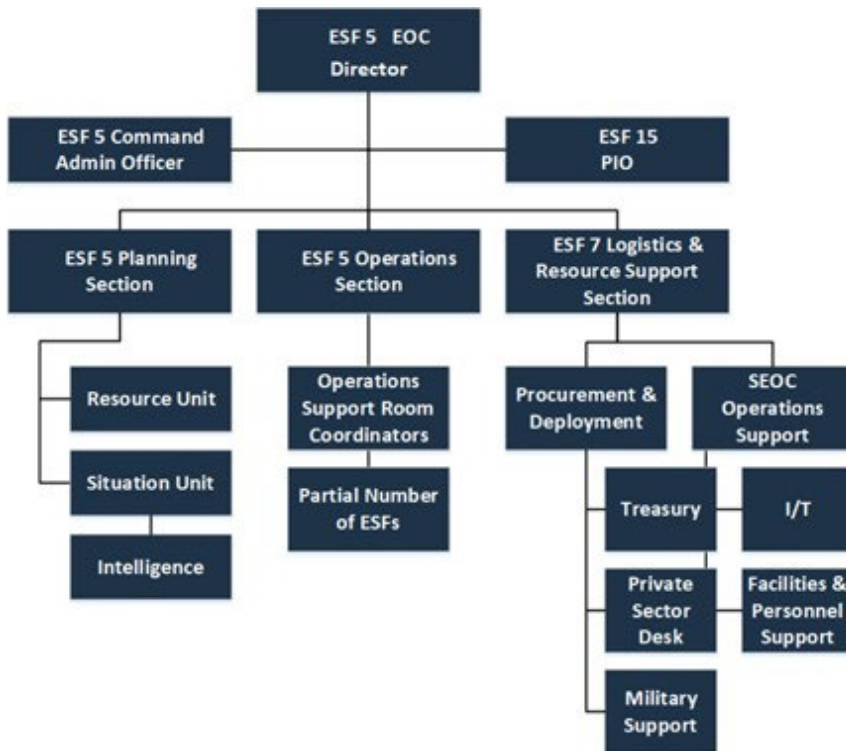 ESF 5 EOC
Director
ESF 5 Command
Admin Officer
ESF 15
PIO
ESF 5 Planning
Section
ESF 5 Operations
Section
ESF 7 Logistics &
Resource Support
Section
Resource Unit
Situation Unit
Intelligence
Operations
Support Room
Coordinators
Partial Number
of ESFs
Procurement &
Deployment
SEOC
Operations
Support
Treasury
I/T
Private
Sector
Desk
Facilities &
Personnel
Support
Military
Support